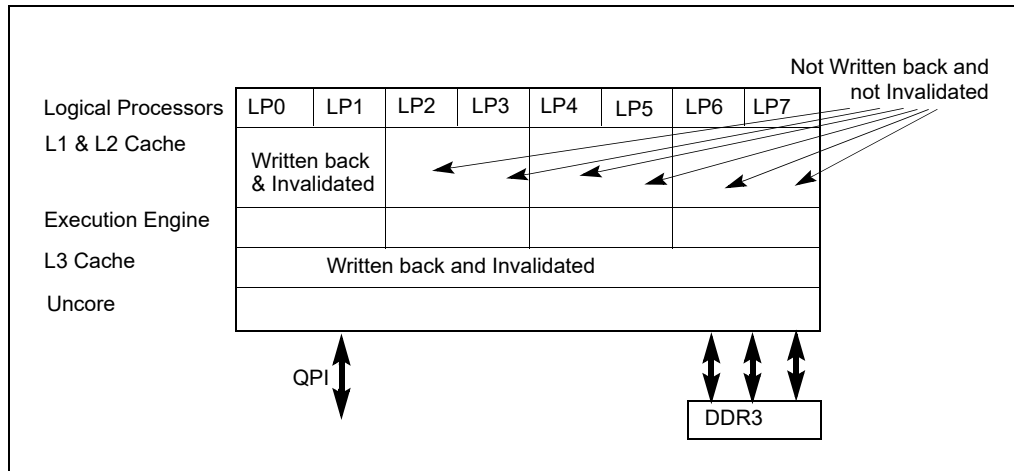 Not Written back and
not Invalidated
Logical Processors LP0 LP1 LP2 LP3 LP4 LP5 LP6 LP7
L1 & L2 Cache
Written back
& Invalidated
Execution Engine
L3 Cache Written back and Invalidated
Uncore
QPI
DDR3